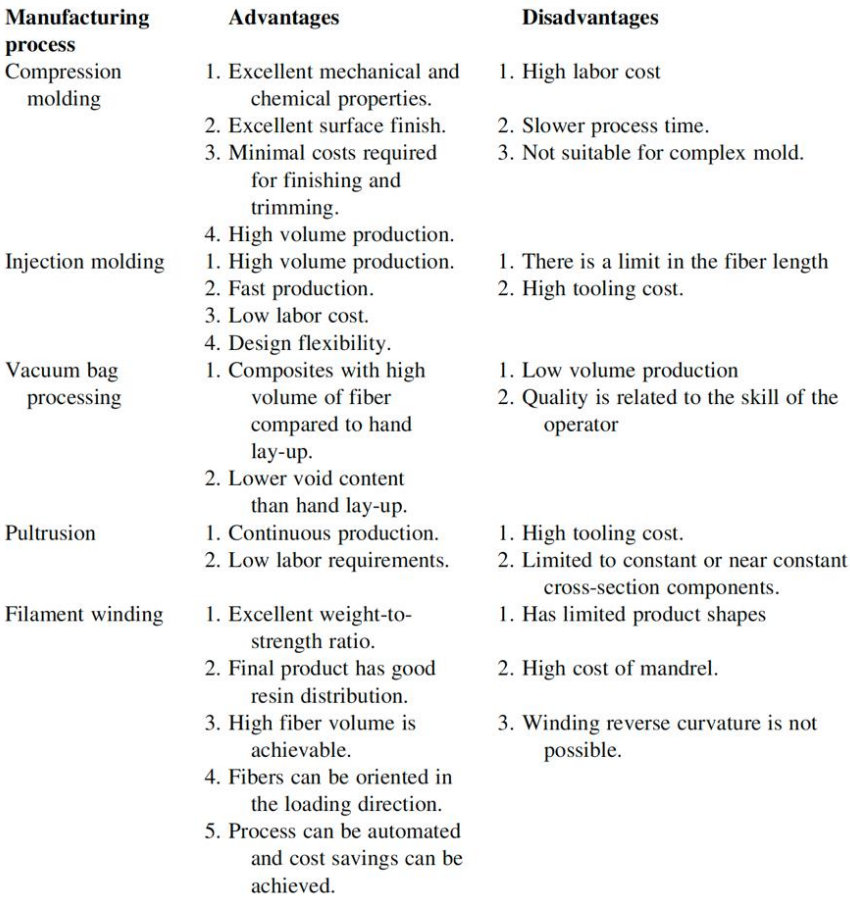 Manufacturing process Advantages Disadvantages
Compression molding
1. Excellent mechanical and chemical properties.
1. High labor cost
2. Excellent surface finish.
2. Slower process time.
3. Minimal costs required for finishing and trimming.
3. Not suitable for complex mold.
4. High volume production.
Injection molding
1. High volume production.
1. There is a limit in the fiber length
2. Fast production.
2. High tooling cost.
3. Low labor cost.
4. Design flexibility.
Vacuum bag processing
1. Composites with high volume of fiber compared to hand lay-up.
1. Low volume production
2. Quality is related to the skill of the operator
2. Lower void content than hand lay-up.
Pultrusion
1. Continuous production.
1. High tooling cost.
2. Low labor requirements.
2. Limited to constant or near constant cross-section components.
Filament winding
1. Excellent weight-to-strength ratio.
1. Has limited product shapes
2. Final product has good resin distribution.
2. High cost of mandrel.
3. High fiber volume is achievable.
3. Winding reverse curvature is not possible.
4. Fibers can be oriented in the loading direction.
5. Process can be automated and cost savings can be achieved.